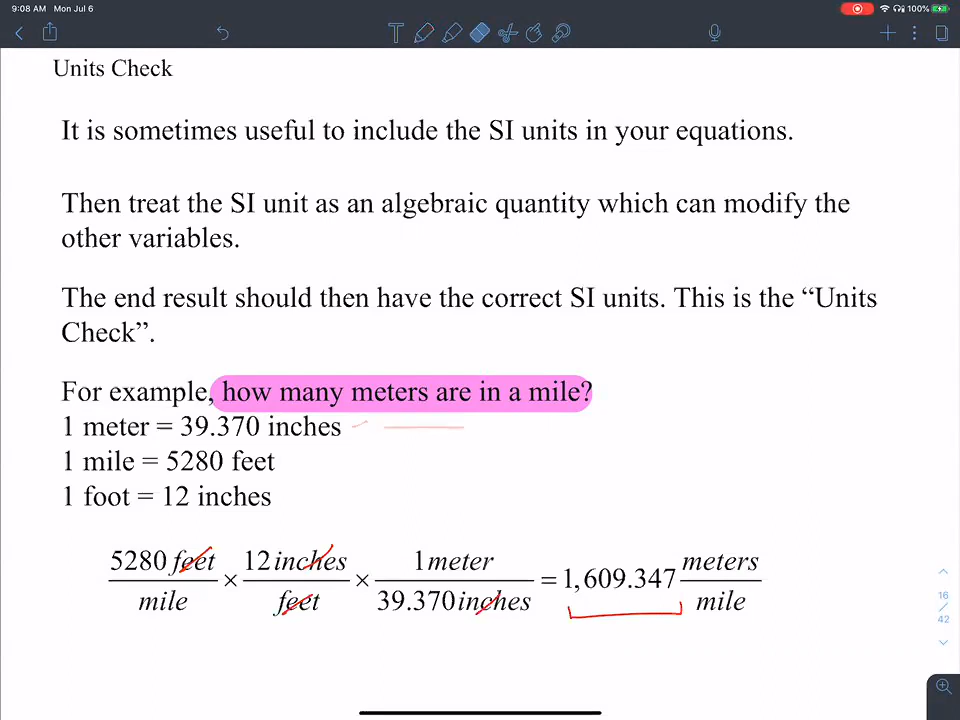 9:08 AM Mon Jul 6
100%
Units Check
It is sometimes useful to include the SI units in your equations.
Then treat the SI unit as an algebraic quantity which can modify the
other variables.
The end result should then have the correct SI units. This is the “Units
Check”.
For example, how many meters are in a mile?
1 meter = 39.370 inches
1 mile = 5280 feet
1 foot = 12 inches
5280 feet / mile × 12 inches / feet × 1 meter / 39.370 inches = 1,609.347 meters / mile
16
/
42